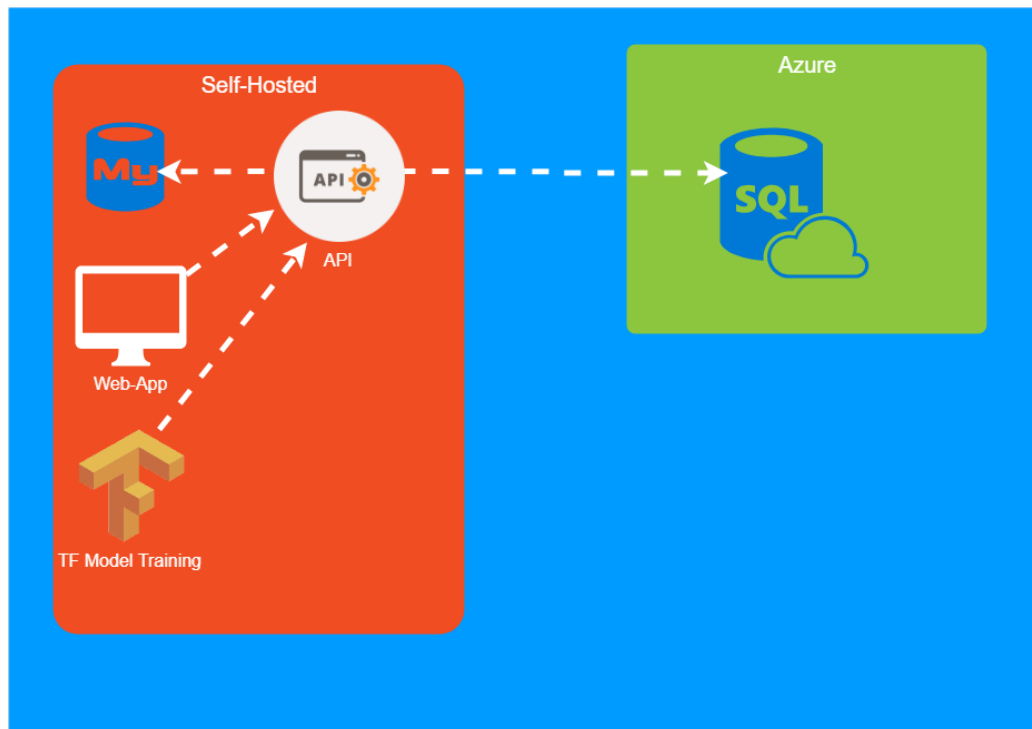 Self-Hosted
Azure
My
API
SQL
API
Web-App
TF Model Training